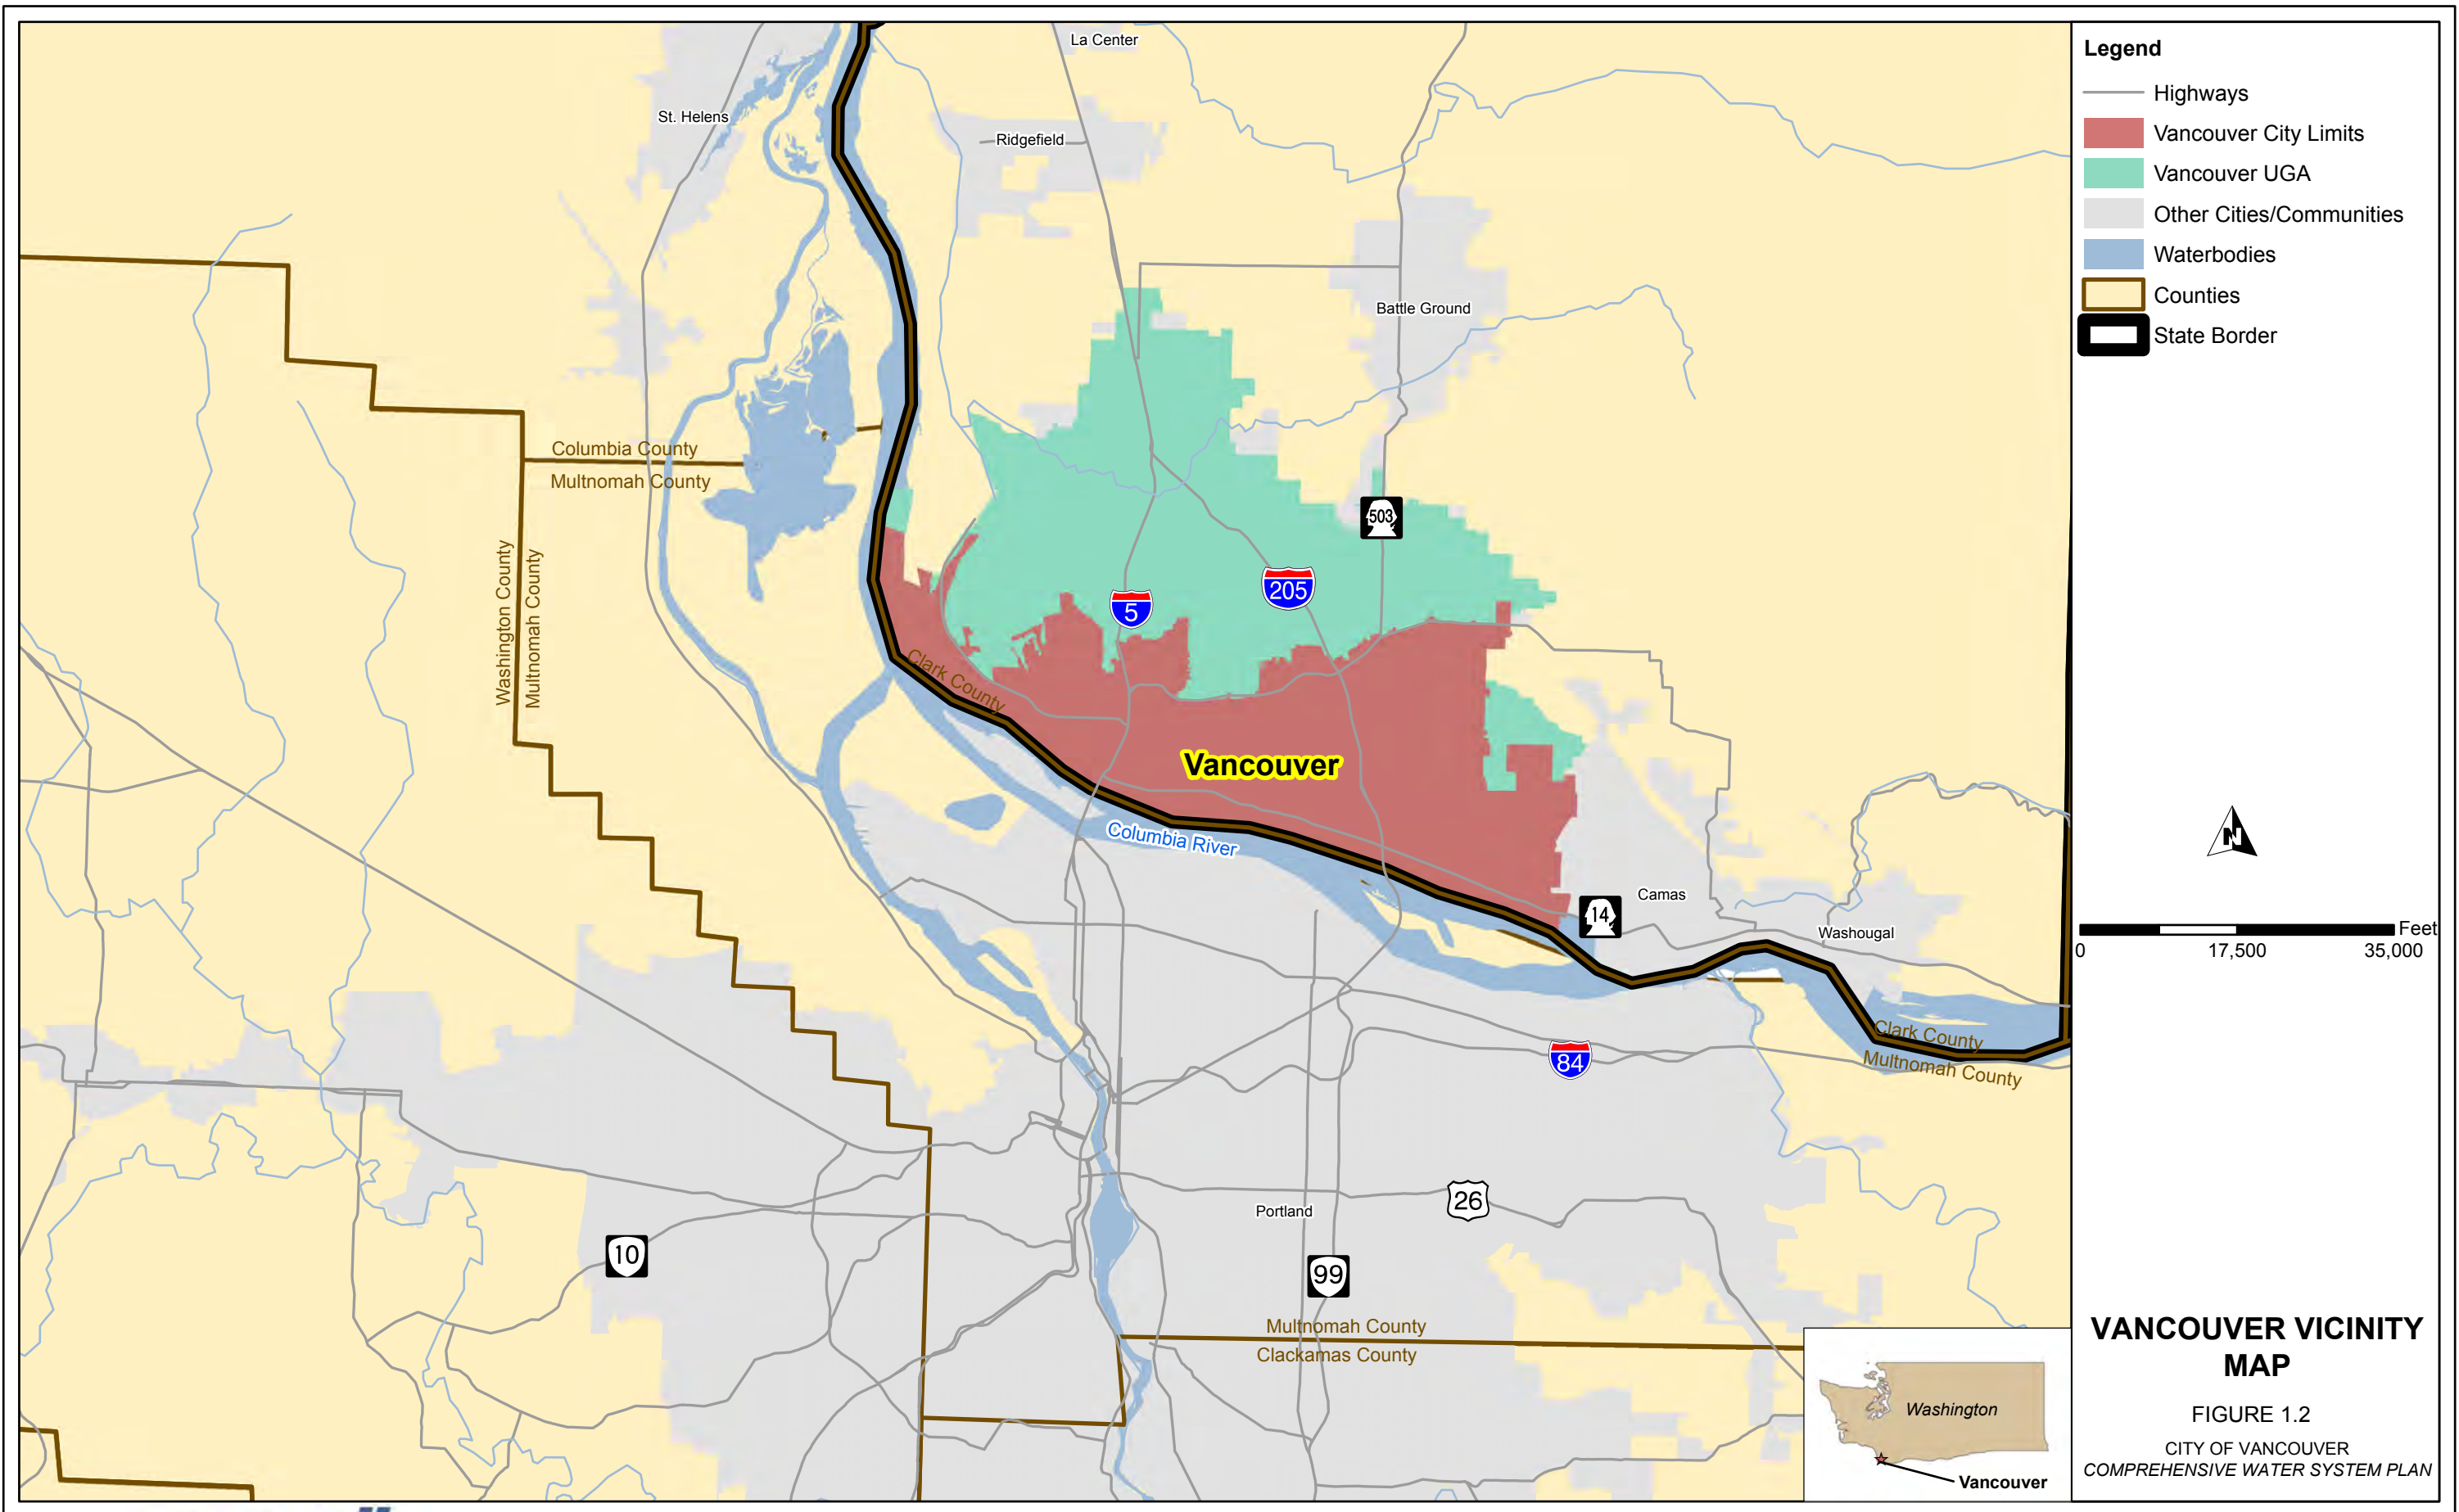 La Center
St. Helens
Ridgefield
Battle Ground
Columbia County
Multnomah County
503
Washington County
Multnomah County
205
5
Clark County
Vancouver
Columbia River
Camas
14
Washougal
Clark County
Multnomah County
84
26
Portland
10
99
Multnomah County
Clackamas County
Legend
Highways
Vancouver City Limits
Vancouver UGA
Other Cities/Communities
Waterbodies
Counties
State Border
N
Feet
0 17,500 35,000
Washington
Vancouver
VANCOUVER VICINITY
MAP
FIGURE 1.2
CITY OF VANCOUVER
COMPREHENSIVE WATER SYSTEM PLAN